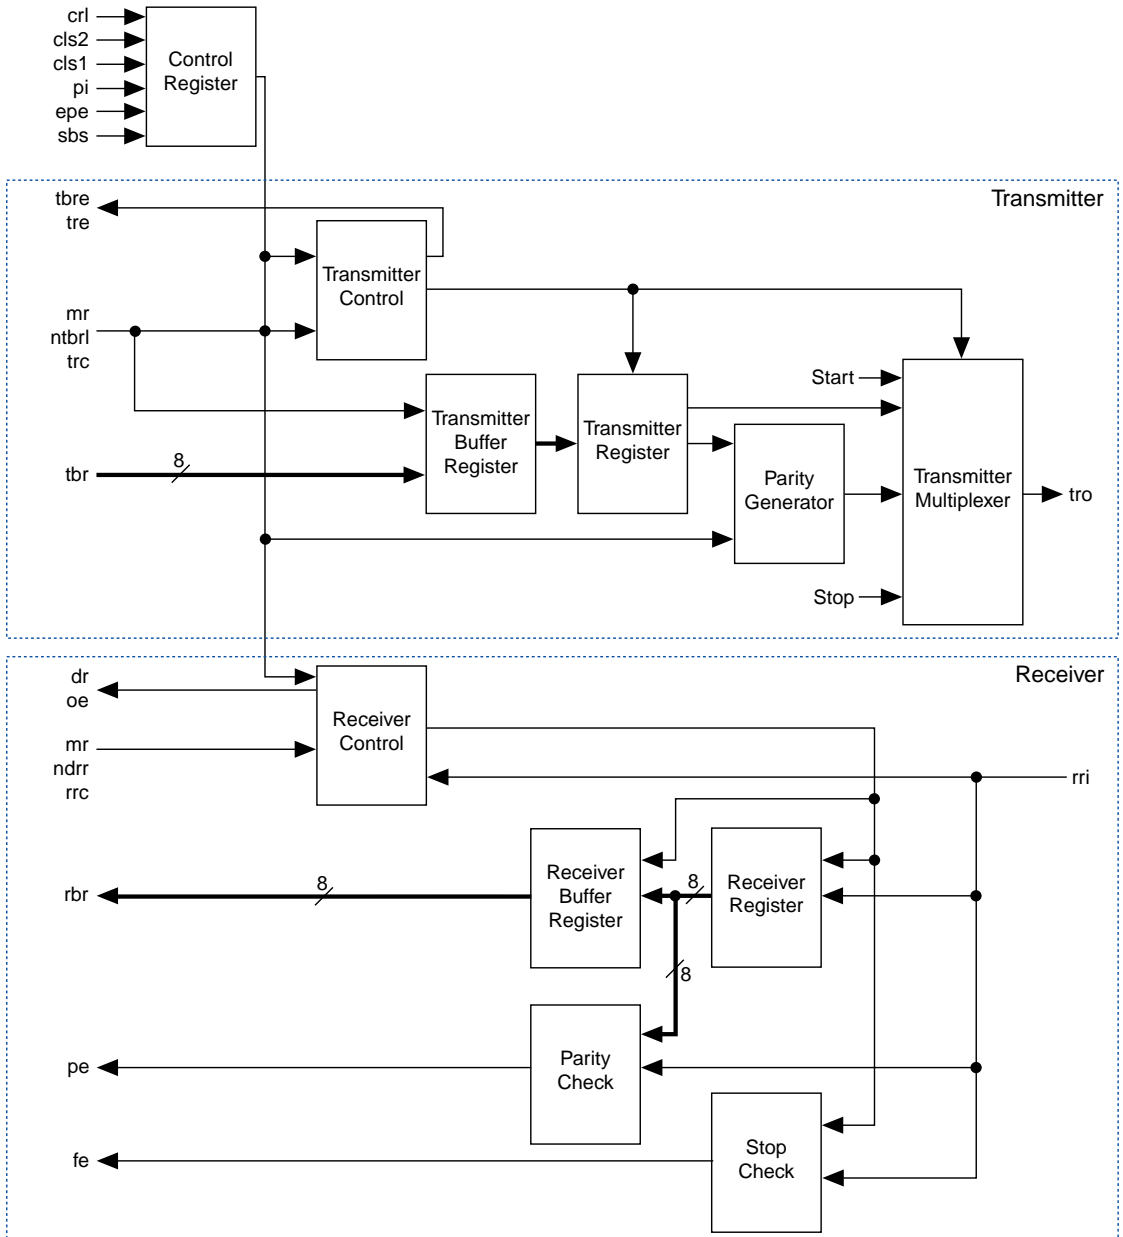 crl
cls2
cls1
pi
epe
sbs
Control
Register
Transmitter
tbre
tre
Transmitter
Control
mr
ntbrl
trc
Start
Transmitter
Buffer
Register
Transmitter
Register
tbr
8
Parity
Generator
Transmitter
Multiplexer
tro
Stop
Receiver
dr
oe
Receiver
Control
mr
ndrr
rrc
rri
rbr
8
Receiver
Buffer
Register
8
Receiver
Register
8
pe
Parity
Check
fe
Stop
Check